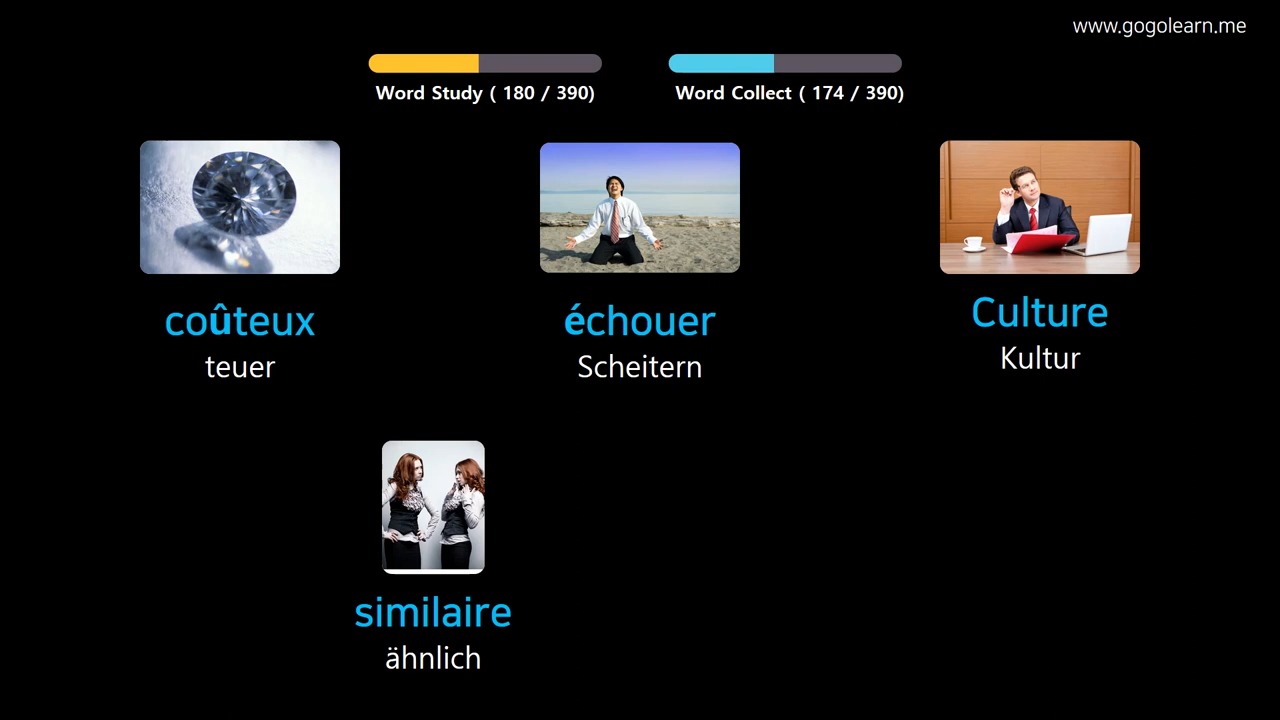 www.gogolearn.me
Word Study ( 180 / 390)
Word Collect ( 174 / 390)
coûteux
teuer
échouer
Scheitern
Culture
Kultur
similaire
ähnlich